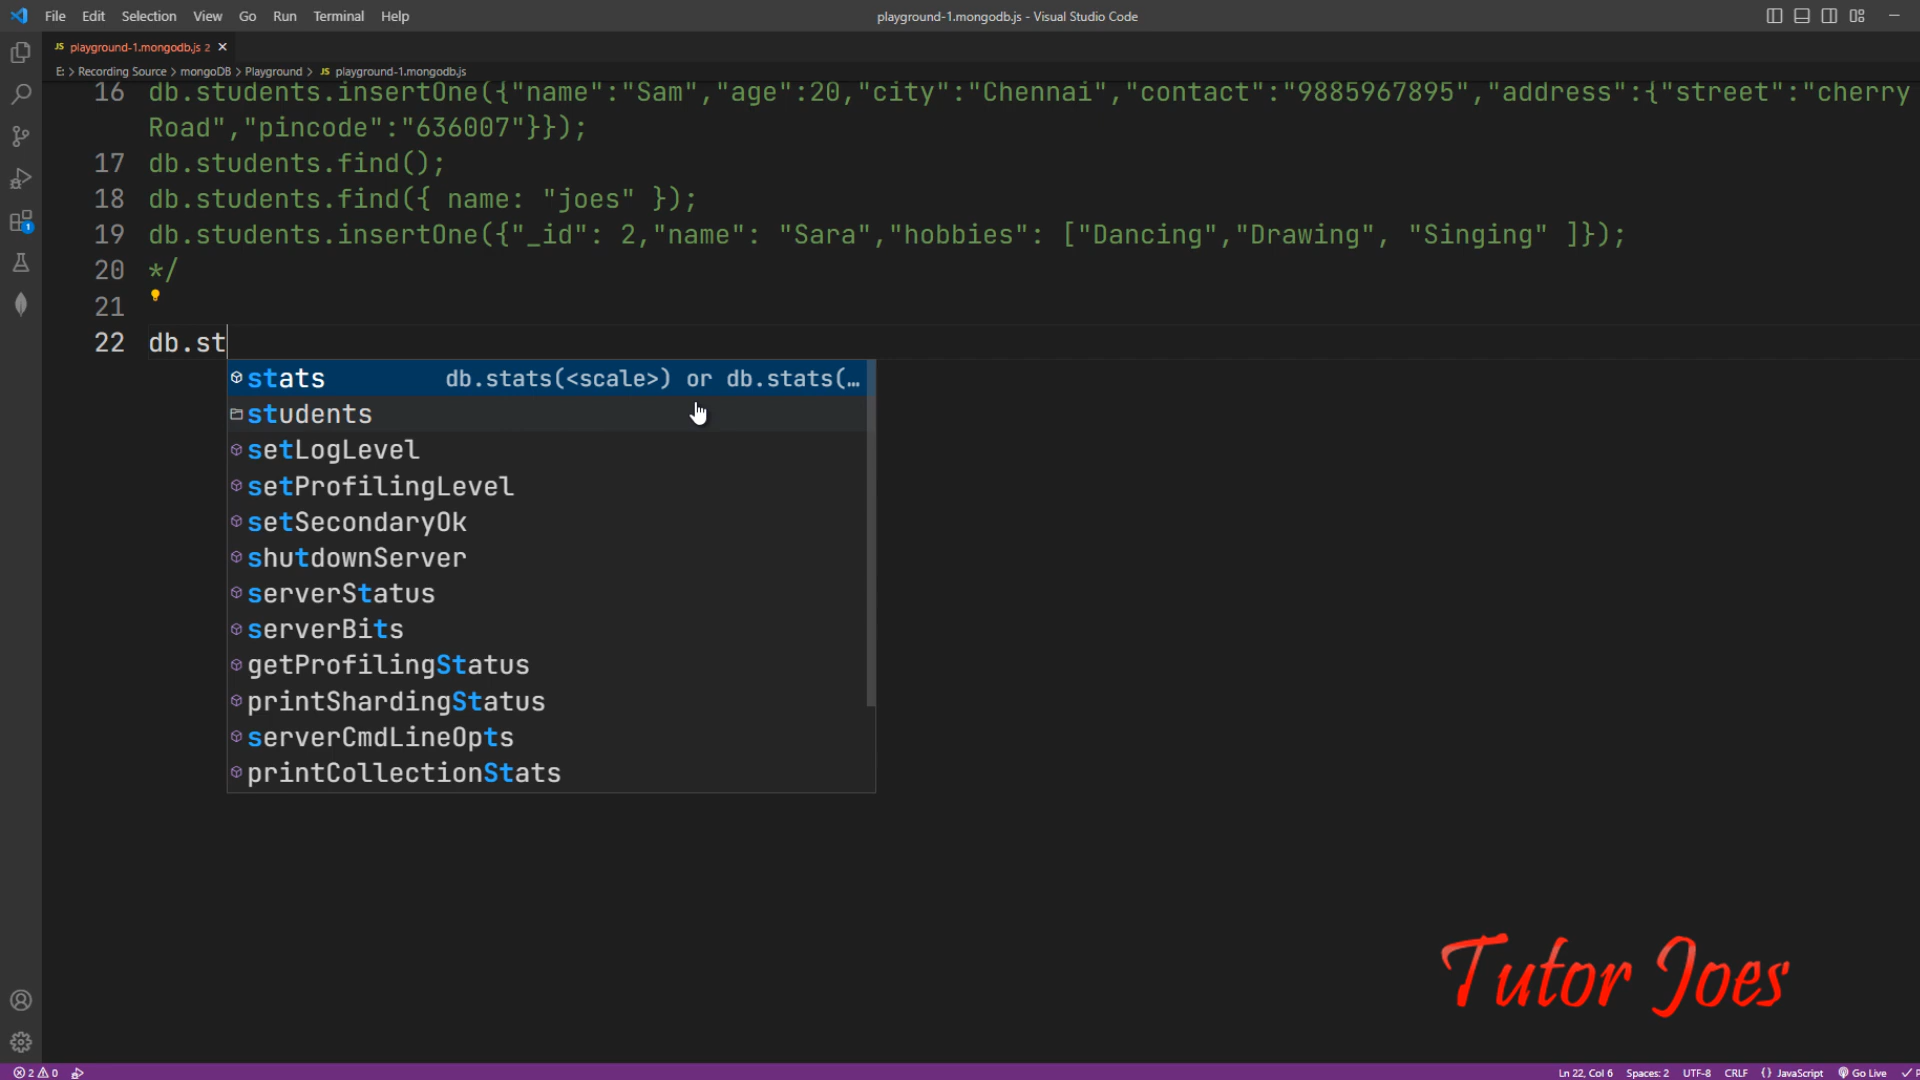 File Edit Selection View Go Run Terminal Help
playground-1.mongodb.js - Visual Studio Code
JS playground-1.mongodb.js 2
E: > Recording Source > mongoDB > Playground > JS playground-1.mongodb.js
16 db.students.insertOne({"name":"Sam","age":20,"city":"Chennai","contact":"9885967895","address":{"street":"cherry
Road","pincode":"636007"}});
17 db.students.find();
18 db.students.find({ name: "joes" });
19 db.students.insertOne({"_id": 2,"name": "Sara","hobbies": ["Dancing","Drawing", "Singing" ]});
20 */
21
22 db.st
stats db.stats(<scale>) or db.stats(…
students
setLogLevel
setProfilingLevel
setSecondaryOk
shutdownServer
serverStatus
serverBits
getProfilingStatus
printShardingStatus
serverCmdLineOpts
printCollectionStats
1
Tutor Joes
2 0
Ln 22, Col 6 Spaces: 2 UTF-8 CRLF {} JavaScript Go Live